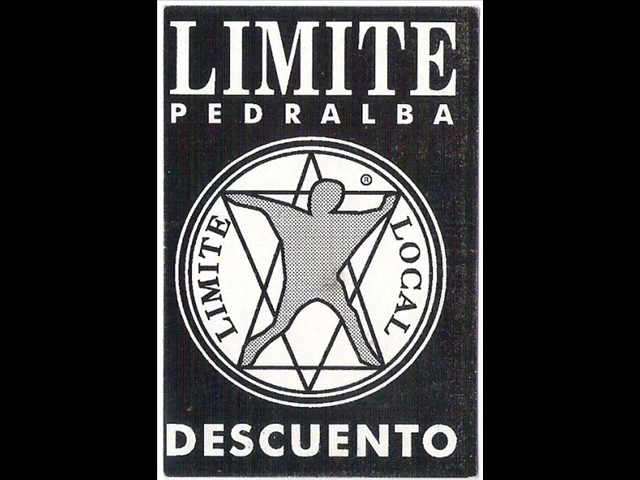 LIMITE
PEDRALBA
®
LIMITE
LOCAL
DESCUENTO